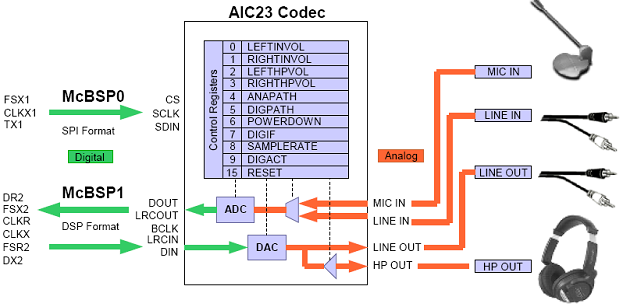 AIC23 Codec
McBSP0
FSX1
CLKX1
TX1
SPI Format
CS
SCLK
SDIN
Control Registers
0 LEFTINVOL
1 RIGHTINVOL
2 LEFTHPVOL
3 RIGHTHPVOL
4 ANAPATH
5 DIGPATH
6 POWERDOWN
7 DIGIF
8 SAMPLERATE
9 DIGACT
15 RESET
Digital
Analog
McBSP1
DR2
FSX2
CLKR
CLKX
FSR2
DX2
DSP Format
DOUT
LRCOUT
BCLK
LRCIN
DIN
ADC
DAC
MIC IN
LINE IN
LINE OUT
HP OUT
MIC IN
LINE IN
LINE OUT
HP OUT